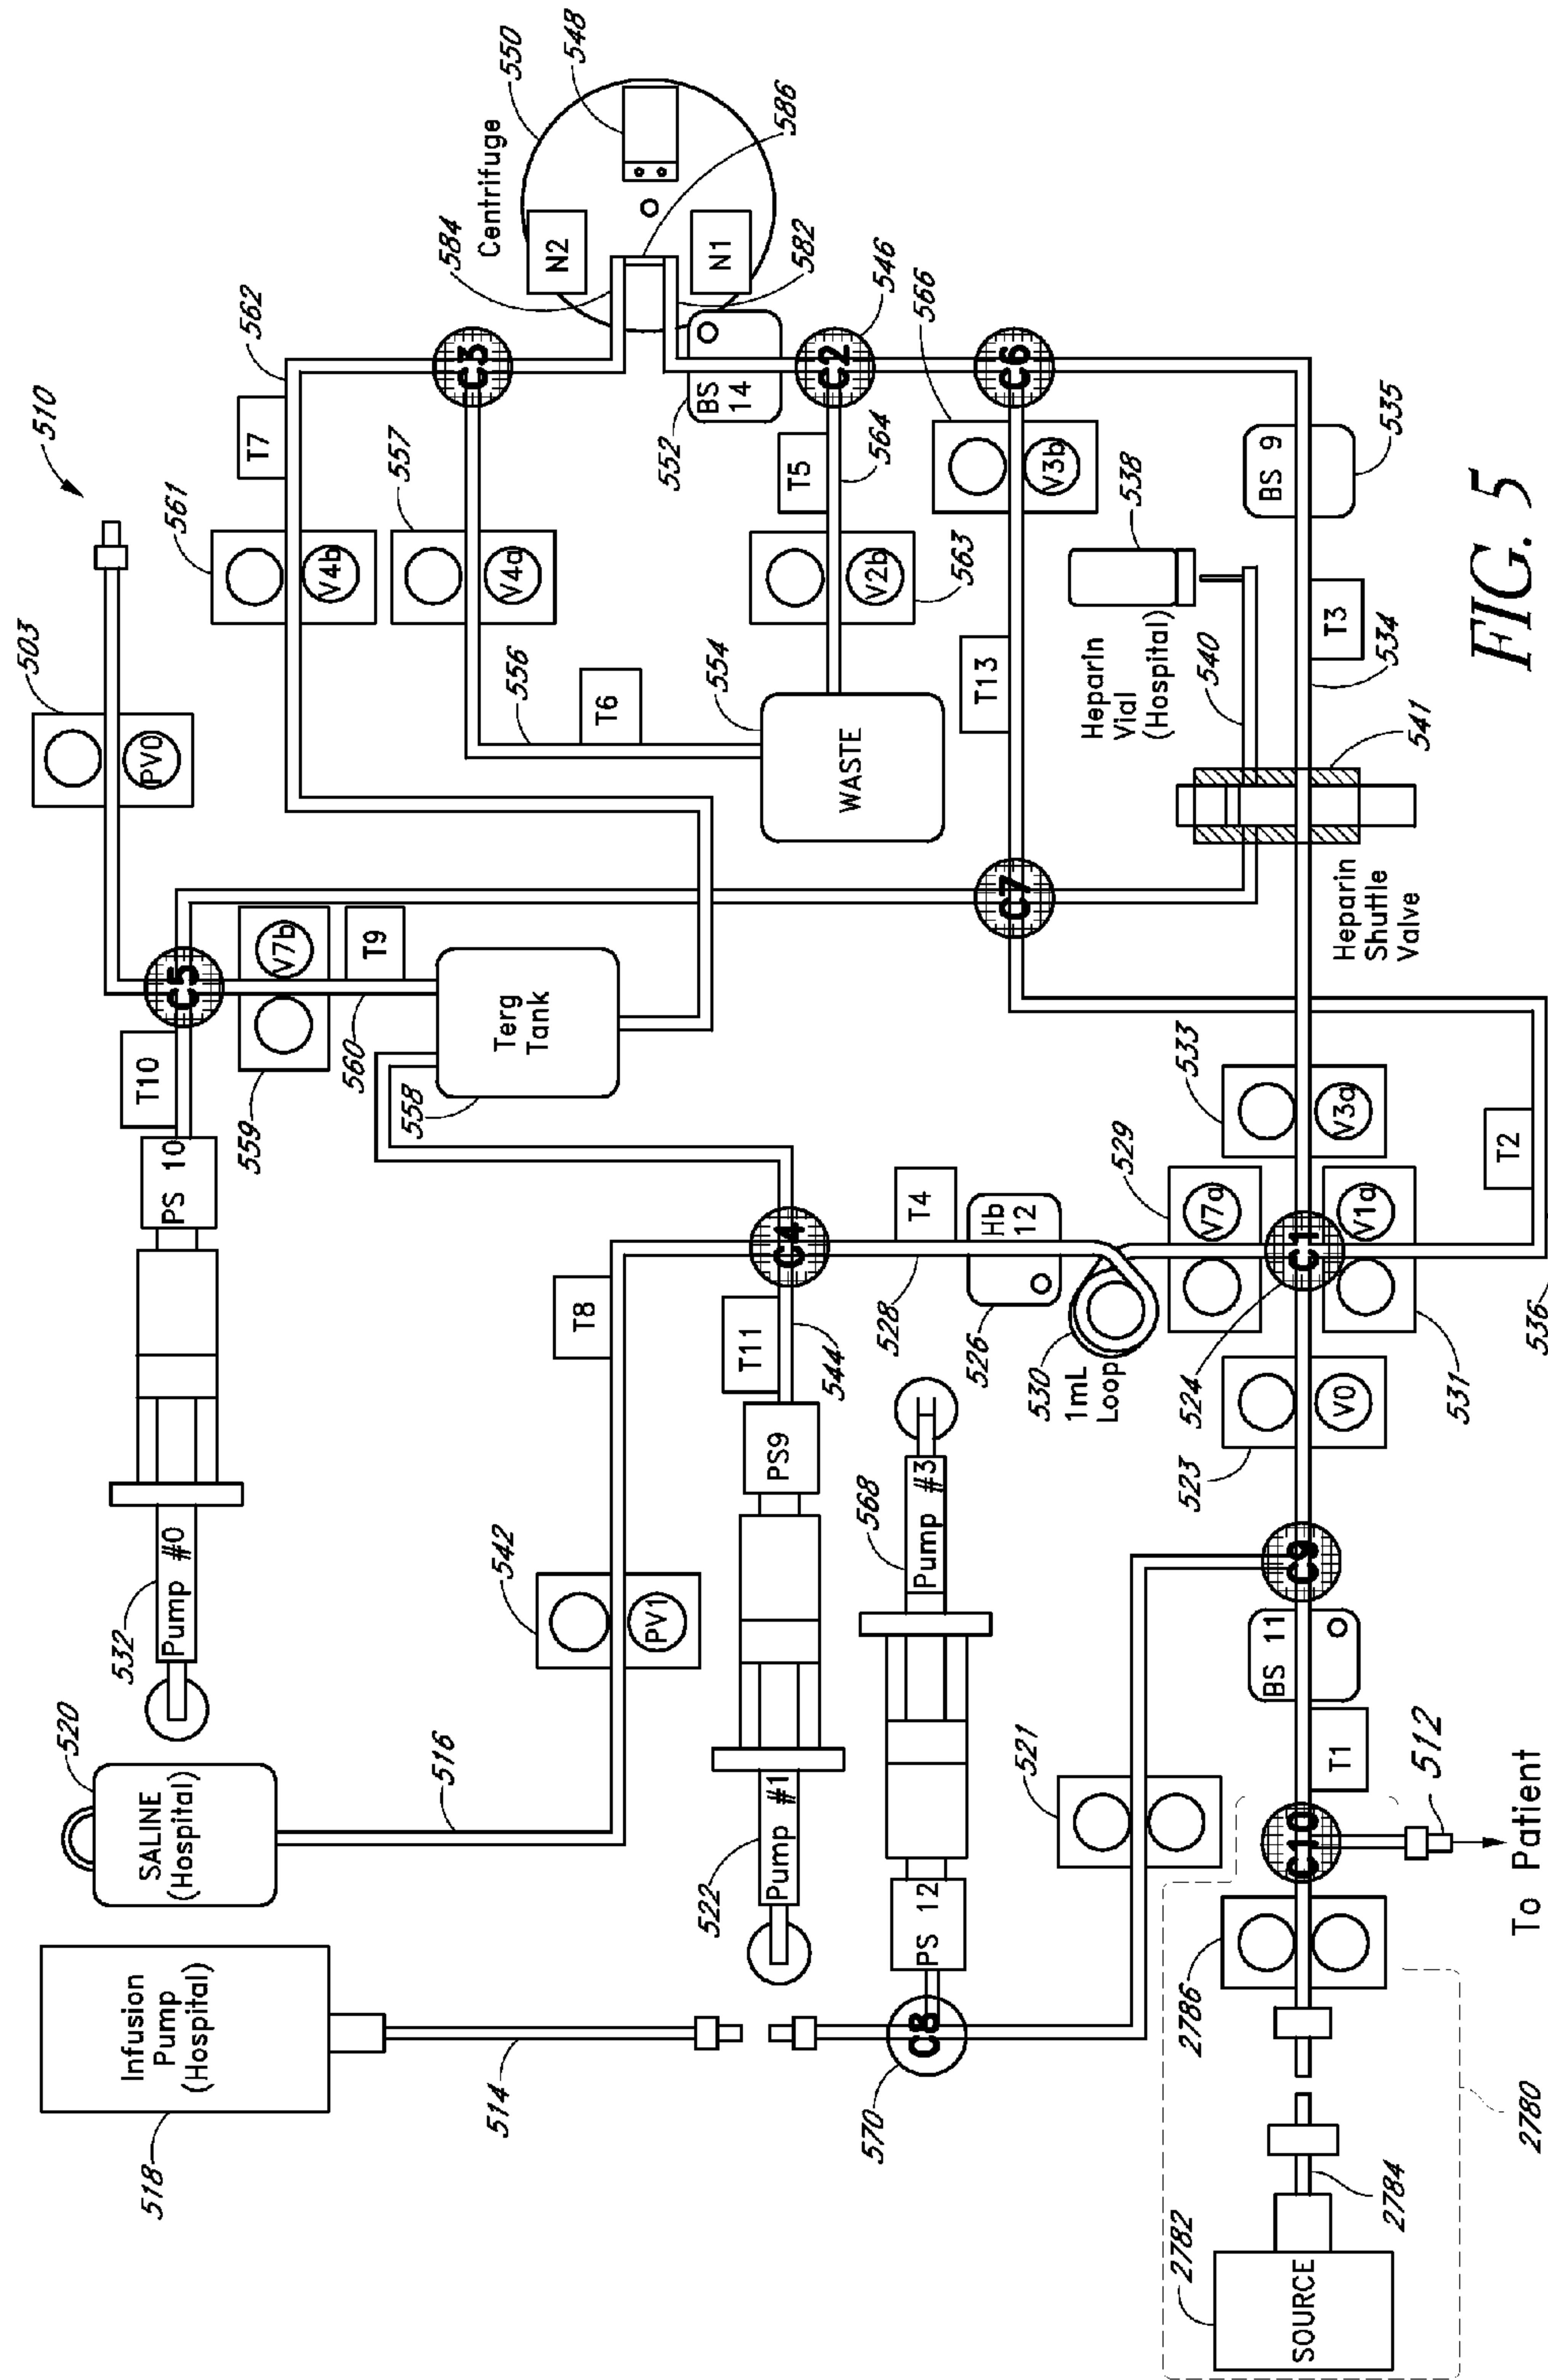 510
503
PV0
532
Pump #0
PS 10
T10
C5
V7b
T9
559
560
561
V4b
T7
562
557
V4a
556
T6
C3
584
Centrifuge
550
548
586
N2
N1
582
BS
14
552
C2
546
T5
564
V2b
563
554
WASTE
566
V3b
C6
T13
C7
538
Heparin
Vial
(Hospital)
540
BS 9
535
T3
534
541
Heparin
Shuttle
Valve
Terg
Tank
558
520
SALINE
(Hospital)
516
542
PV1
T8
522
Pump #1
PS9
T11
544
C4
528
T4
Hb
12
526
530
1mL
Loop
529
V7a
524
C1
V1a
531
533
V3a
T2
536
523
V0
568
Pump #3
PS 12
C8
570
521
C9
BS 11
T1
C10
512
To Patient
Infusion
Pump
(Hospital)
518
514
2786
2780
2784
2782
SOURCE
FIG. 5